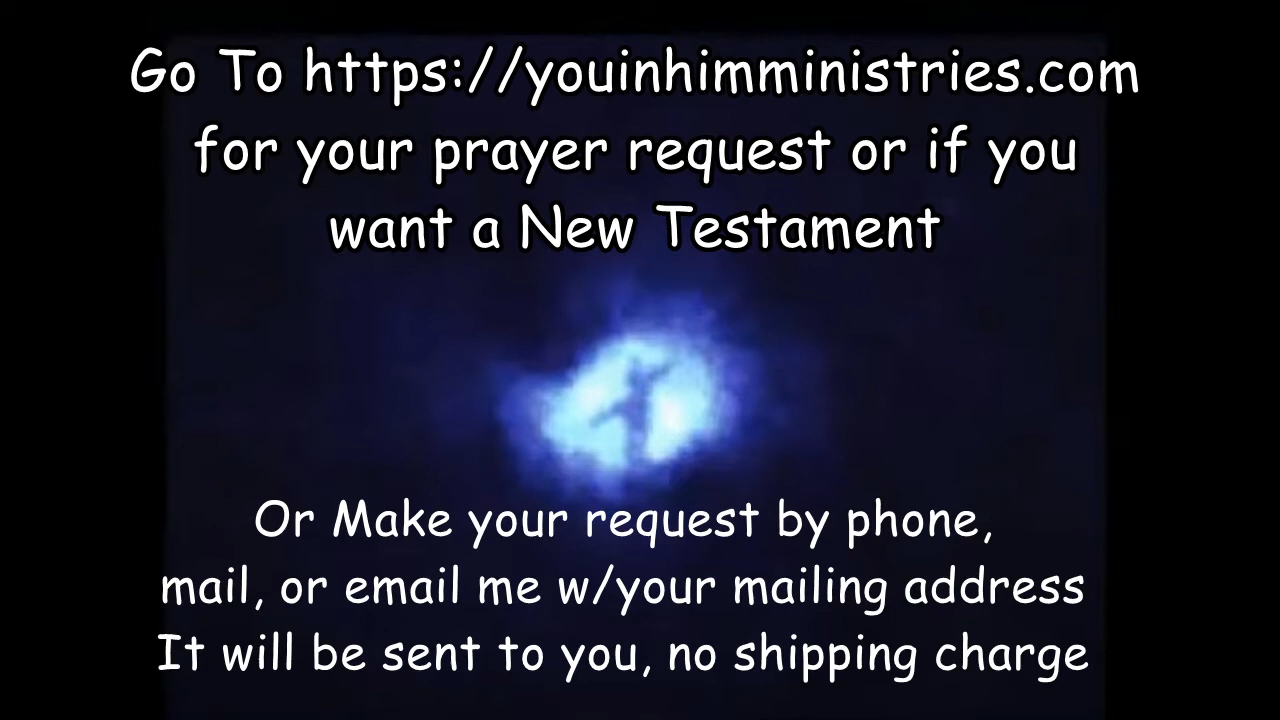 Go To https://youinhimministries.com
for your prayer request or if you
want a New Testament
Or Make your request by phone,
mail, or email me w/your mailing address
It will be sent to you, no shipping charge